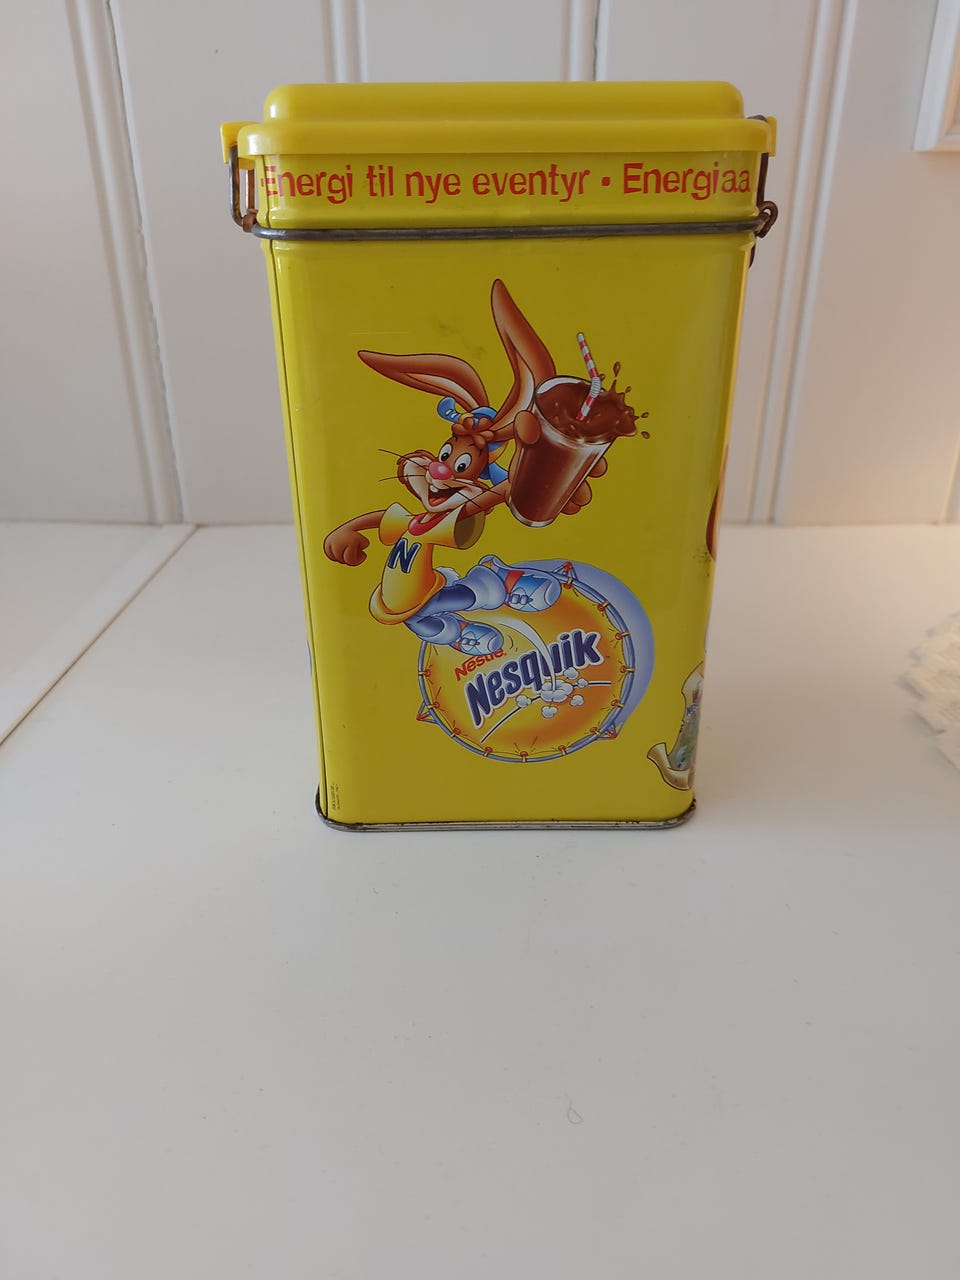 Energi til nye eventyr • Energiaa
N
Nestlé
Nesquik